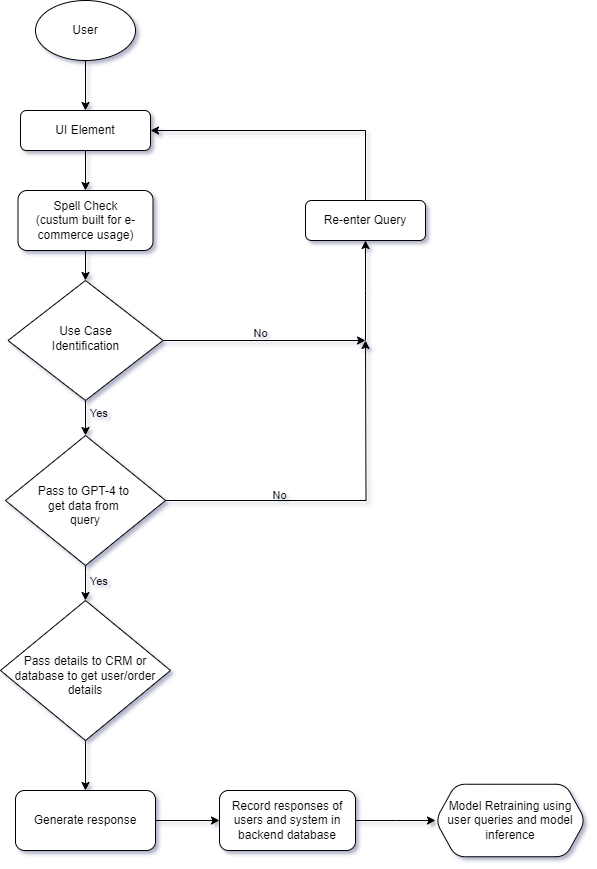 User
UI Element
Spell Check
(custum built for e-
commerce usage)
Re-enter Query
Use Case
Identification
No
Yes
Pass to GPT-4 to
get data from
query
No
Yes
Pass details to CRM or
database to get user/order
details
Generate response
Record responses of
users and system in
backend database
Model Retraining using
user queries and model
inference